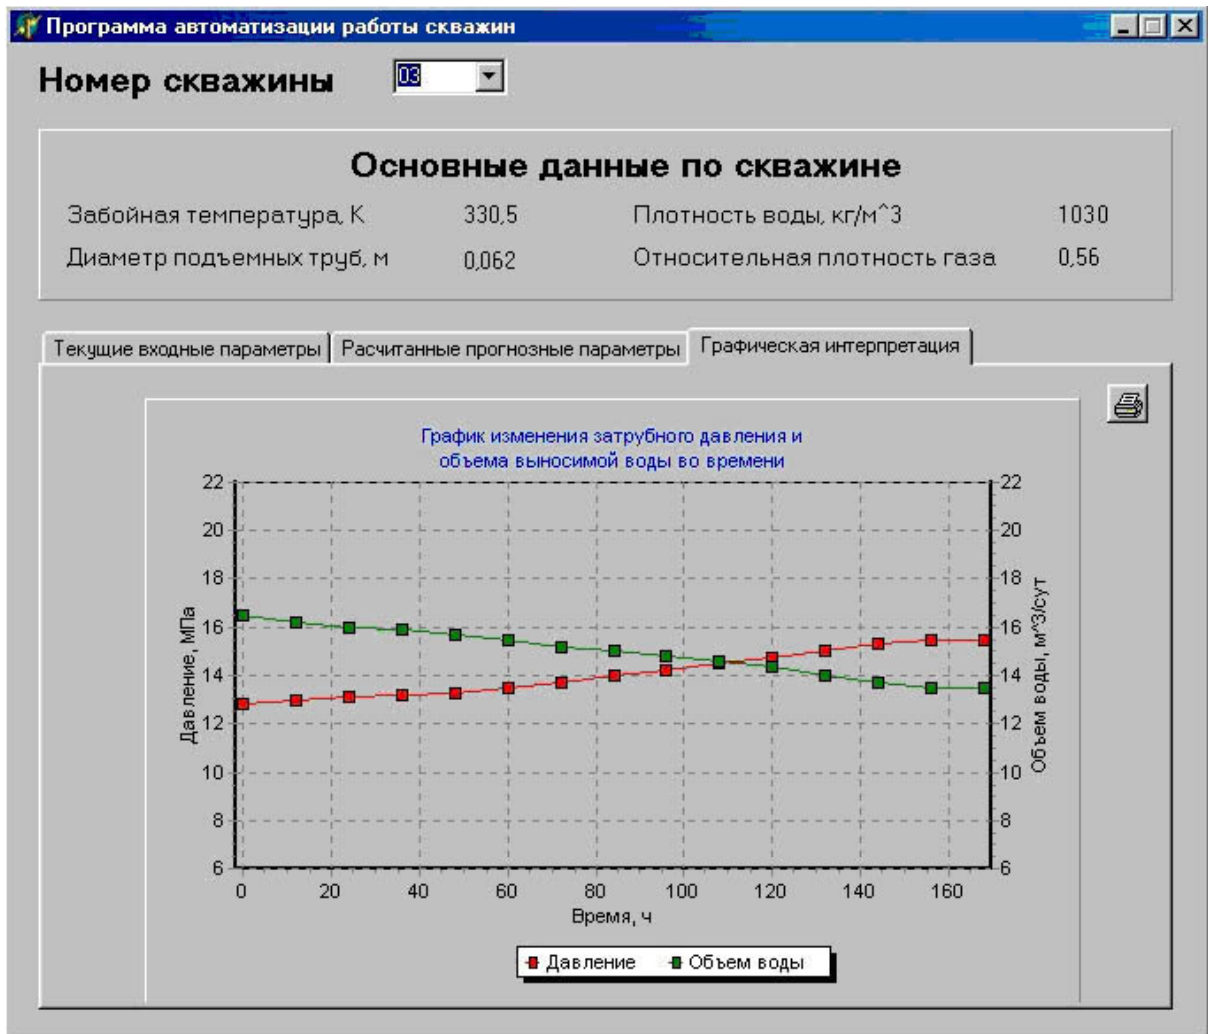 Программа автоматизации работы скважин
Номер скважины 03
Основные данные по скважине
Забойная температура, К 330,5 Плотность воды, кг/м^3 1030
Диаметр подъемных труб, м 0,062 Относительная плотность газа 0,56
Текущие входные параметры Расчитанные прогнозные параметры Графическая интерпретация
График изменения затрубного давления и
объема выносимой воды во времени
22 22
20 20
18 18
16 16
14 14
12 12
10 10
8 8
6 6
Давление, МПа
Объем воды, м^3/сут
0 20 40 60 80 100 120 140 160
Время, ч
Давление Объем воды